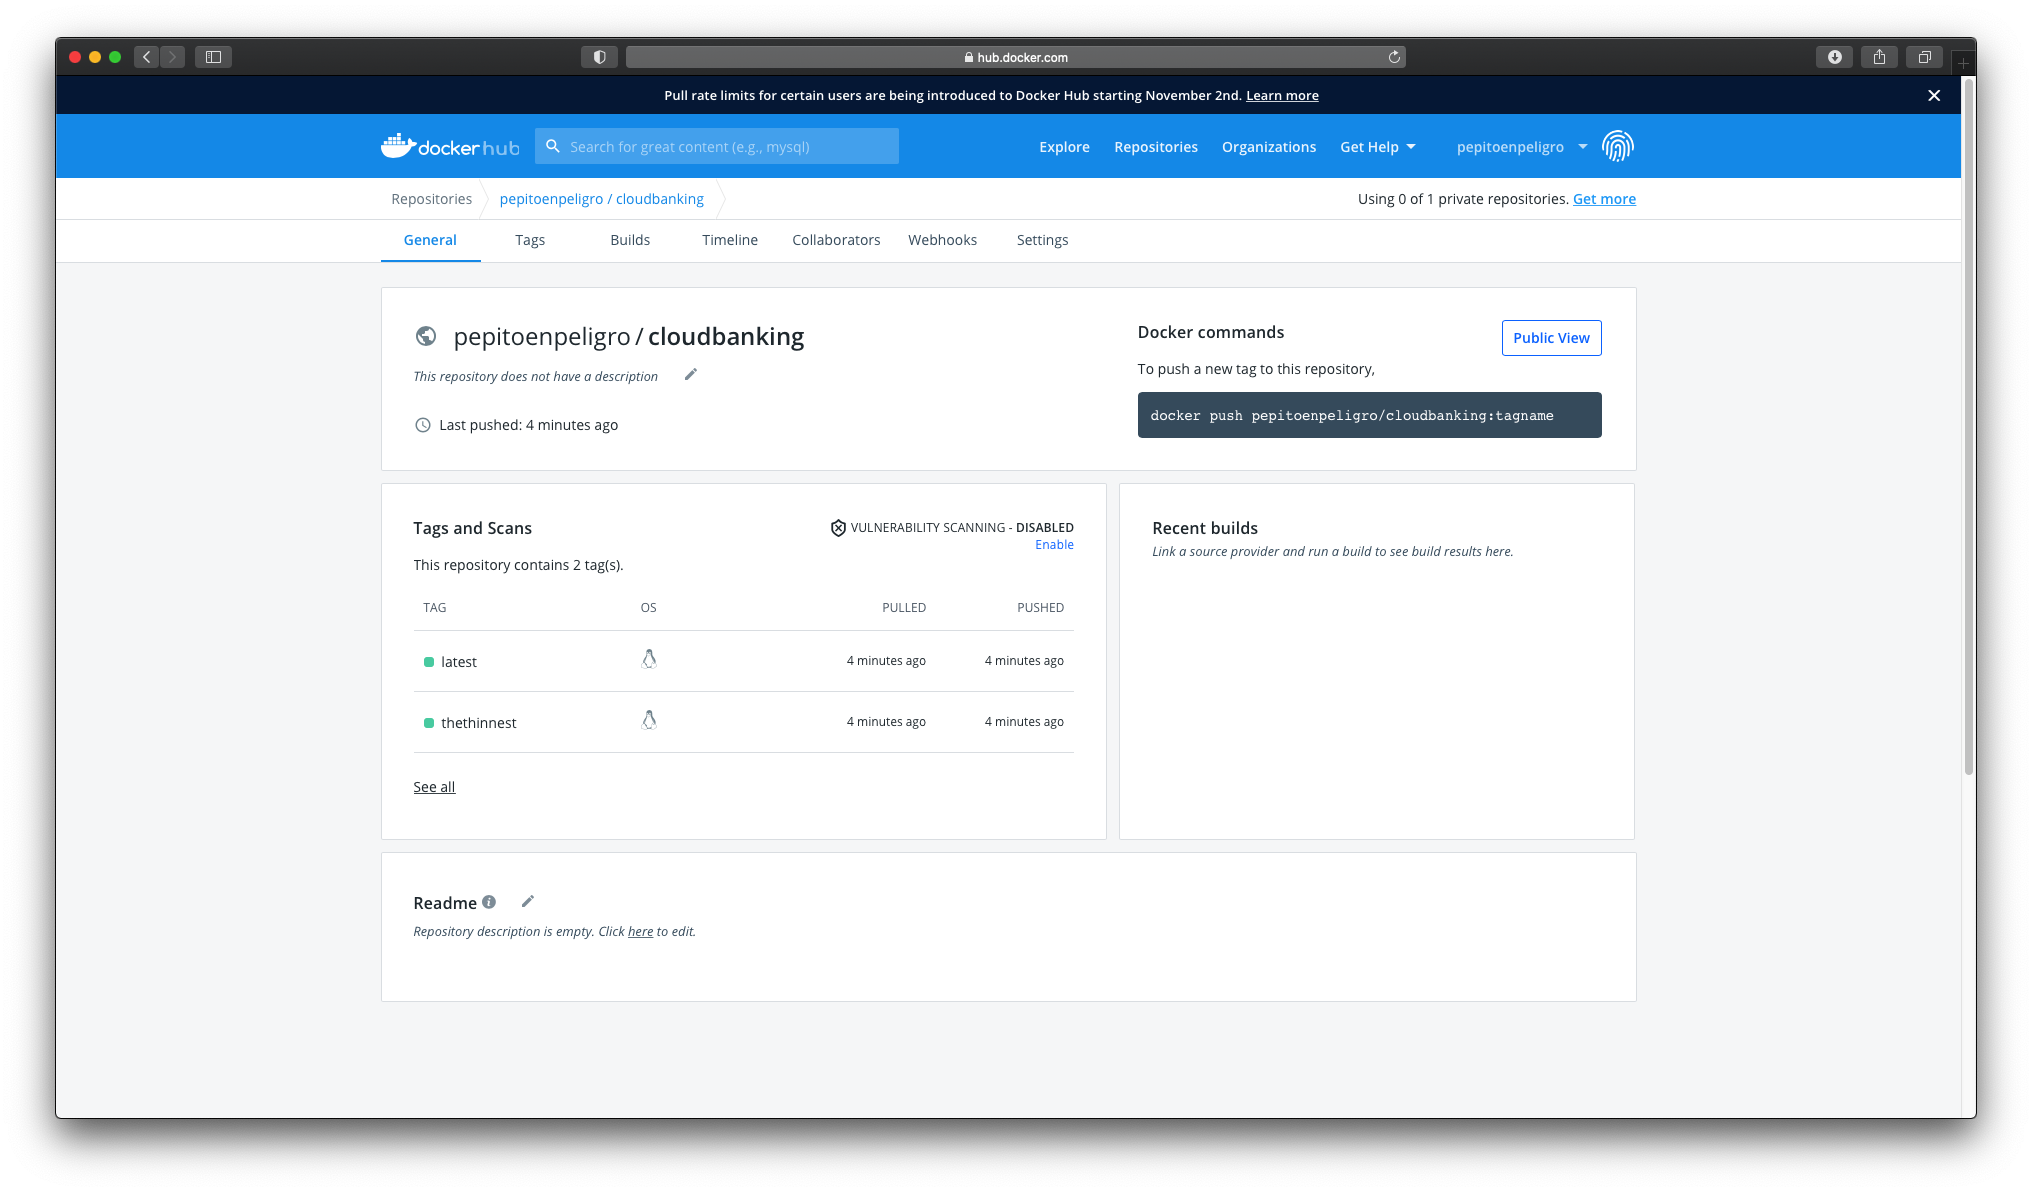 hub.docker.com
Pull rate limits for certain users are being introduced to Docker Hub starting November 2nd. Learn more
docker hub
Search for great content (e.g., mysql)
Explore
Repositories
Organizations
Get Help
pepitoenpeligro
Repositories
pepitoenpeligro / cloudbanking
Using 0 of 1 private repositories. Get more
General
Tags
Builds
Timeline
Collaborators
Webhooks
Settings
pepitoenpeligro / cloudbanking
This repository does not have a description
Last pushed: 4 minutes ago
Docker commands
Public View
To push a new tag to this repository,
docker push pepitoenpeligro/cloudbanking:tagname
Tags and Scans
VULNERABILITY SCANNING - DISABLED
Enable
This repository contains 2 tag(s).
TAG OS PULLED PUSHED
latest 4 minutes ago 4 minutes ago
thethinnest 4 minutes ago 4 minutes ago
See all
Recent builds
Link a source provider and run a build to see build results here.
Readme
Repository description is empty. Click here to edit.